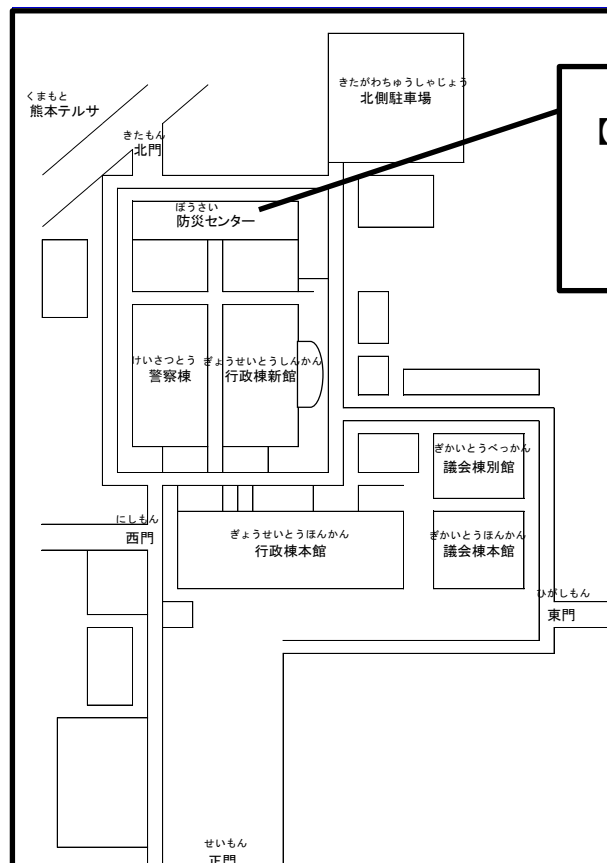 きたがわちゅうしゃじょう
北側駐車場
くまもと
熊本テルサ
【
きたもん
北門
ぼうさい
防災センター
けいさつとう
警察棟
ぎょうせいとうしんかん
行政棟新館
ぎかいとうべっかん
議会棟別館
にしもん
西門
ぎょうせいとうほんかん
行政棟本館
ぎかいとうほんかん
議会棟本館
ひがしもん
東門
せいもん
正門